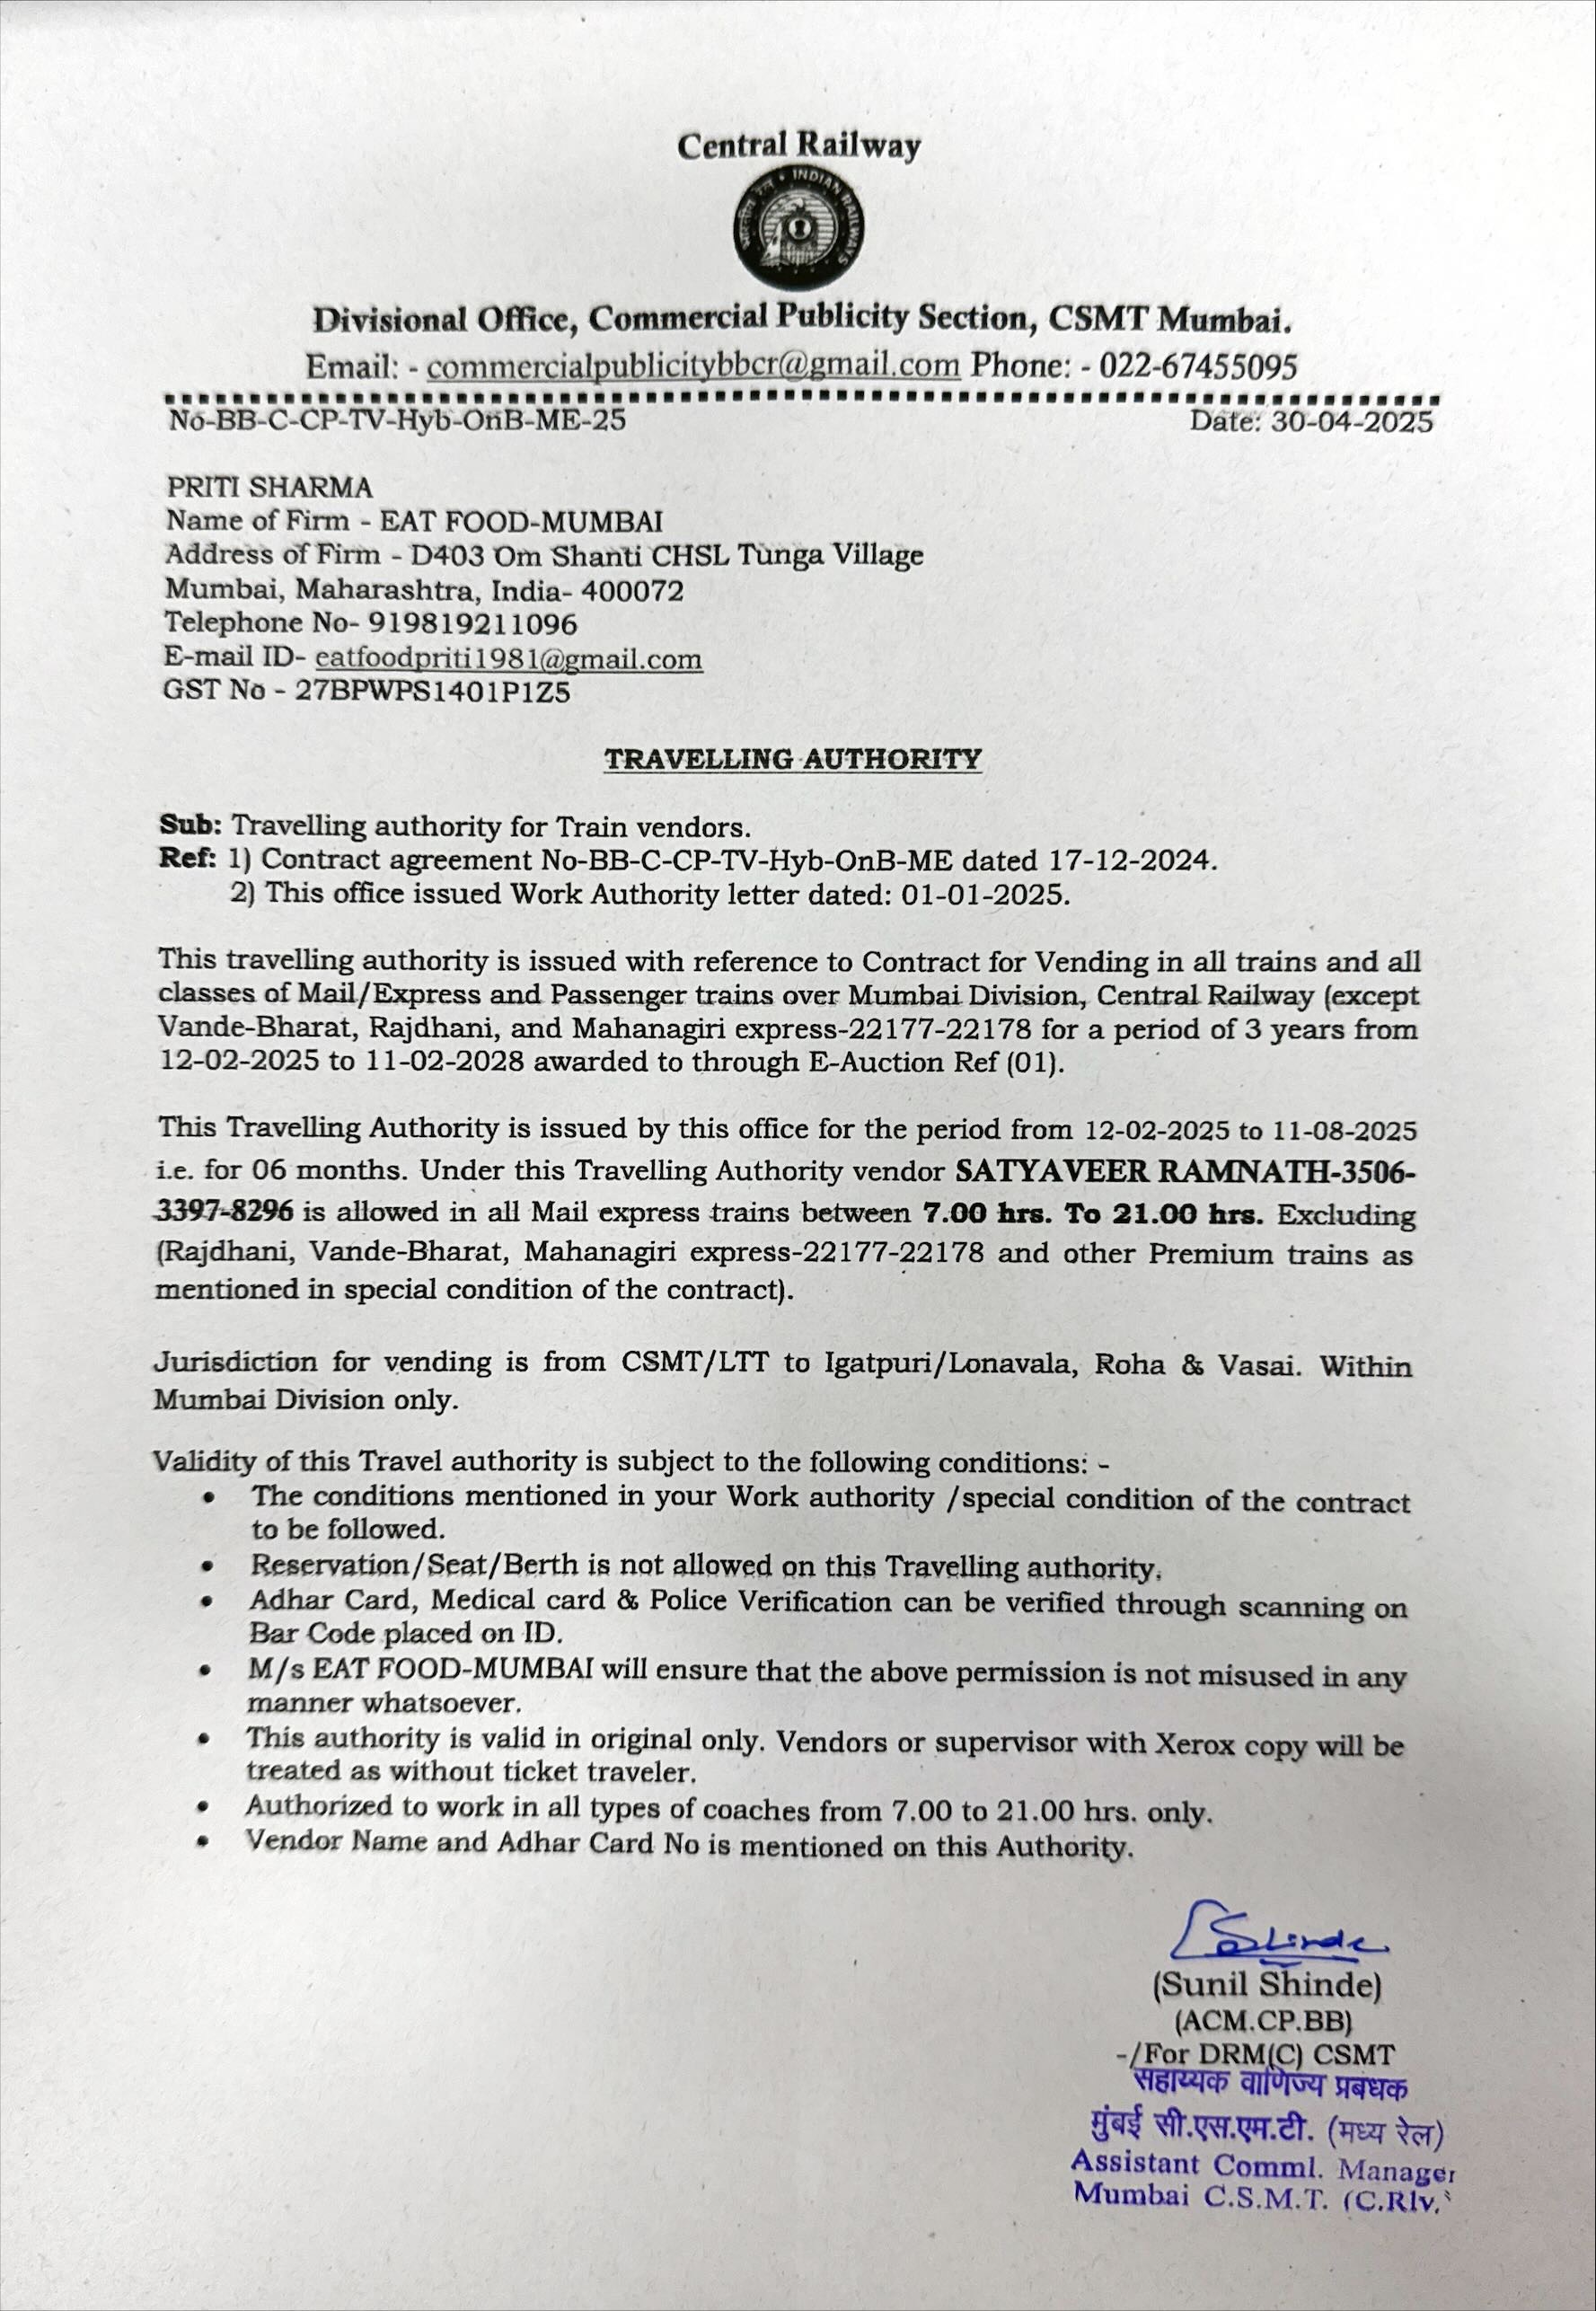 Central Railway
भारतीय रेल • INDIAN RAILWAYS
Divisional Office, Commercial Publicity Section, CSMT Mumbai.
Email: - commercialpublicitybbcr@gmail.com Phone: - 022-67455095
No-BB-C-CP-TV-Hyb-OnB-ME-25 Date: 30-04-2025
PRITI SHARMA
Name of Firm - EAT FOOD-MUMBAI
Address of Firm - D403 Om Shanti CHSL Tunga Village
Mumbai, Maharashtra, India- 400072
Telephone No- 919819211096
E-mail ID- eatfoodpriti1981@gmail.com
GST No - 27BPWPS1401P1Z5
TRAVELLING AUTHORITY
Sub: Travelling authority for Train vendors.
Ref: 1) Contract agreement No-BB-C-CP-TV-Hyb-OnB-ME dated 17-12-2024.
2) This office issued Work Authority letter dated: 01-01-2025.
This travelling authority is issued with reference to Contract for Vending in all trains and all
classes of Mail/Express and Passenger trains over Mumbai Division, Central Railway (except
Vande-Bharat, Rajdhani, and Mahanagiri express-22177-22178 for a period of 3 years from
12-02-2025 to 11-02-2028 awarded to through E-Auction Ref (01).
This Travelling Authority is issued by this office for the period from 12-02-2025 to 11-08-2025
i.e. for 06 months. Under this Travelling Authority vendor SATYAVEER RAMNATH-3506-
3397-8296 is allowed in all Mail express trains between 7.00 hrs. To 21.00 hrs. Excluding
(Rajdhani, Vande-Bharat, Mahanagiri express-22177-22178 and other Premium trains as
mentioned in special condition of the contract).
Jurisdiction for vending is from CSMT/LTT to Igatpuri/Lonavala, Roha & Vasai. Within
Mumbai Division only.
Validity of this Travel authority is subject to the following conditions: -
• The conditions mentioned in your Work authority /special condition of the contract
to be followed.
• Reservation/Seat/Berth is not allowed on this Travelling authority.
• Adhar Card, Medical card & Police Verification can be verified through scanning on
Bar Code placed on ID.
• M/s EAT FOOD-MUMBAI will ensure that the above permission is not misused in any
manner whatsoever.
• This authority is valid in original only. Vendors or supervisor with Xerox copy will be
treated as without ticket traveler.
• Authorized to work in all types of coaches from 7.00 to 21.00 hrs. only.
• Vendor Name and Adhar Card No is mentioned on this Authority.
Shinde
(Sunil Shinde)
(ACM.CP.BB)
-/For DRM(C) CSMT
सहाय्यक वाणिज्य प्रबंधक
मुंबई सी.एस.एम.टी. (मध्य रेल)
Assistant Comml. Manager
Mumbai C.S.M.T. (C.Rly.